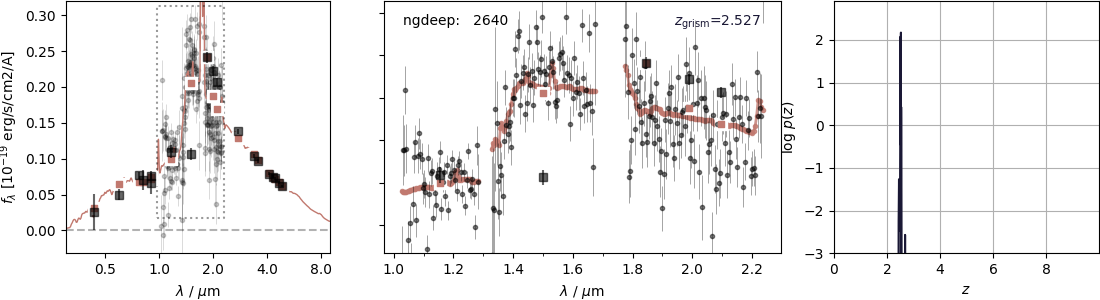 0.30
0.25
0.20
0.15
0.10
0.05
0.00
f_λ [10⁻¹⁹ erg/s/cm2/A]
0.5 1.0 2.0 4.0 8.0
λ / μm
ngdeep: 2640
z_grism=2.527
1.0 1.2 1.4 1.6 1.8 2.0 2.2
λ / μm
2
1
0
−1
−2
−3
log p(z)
0 2 4 6 8
z